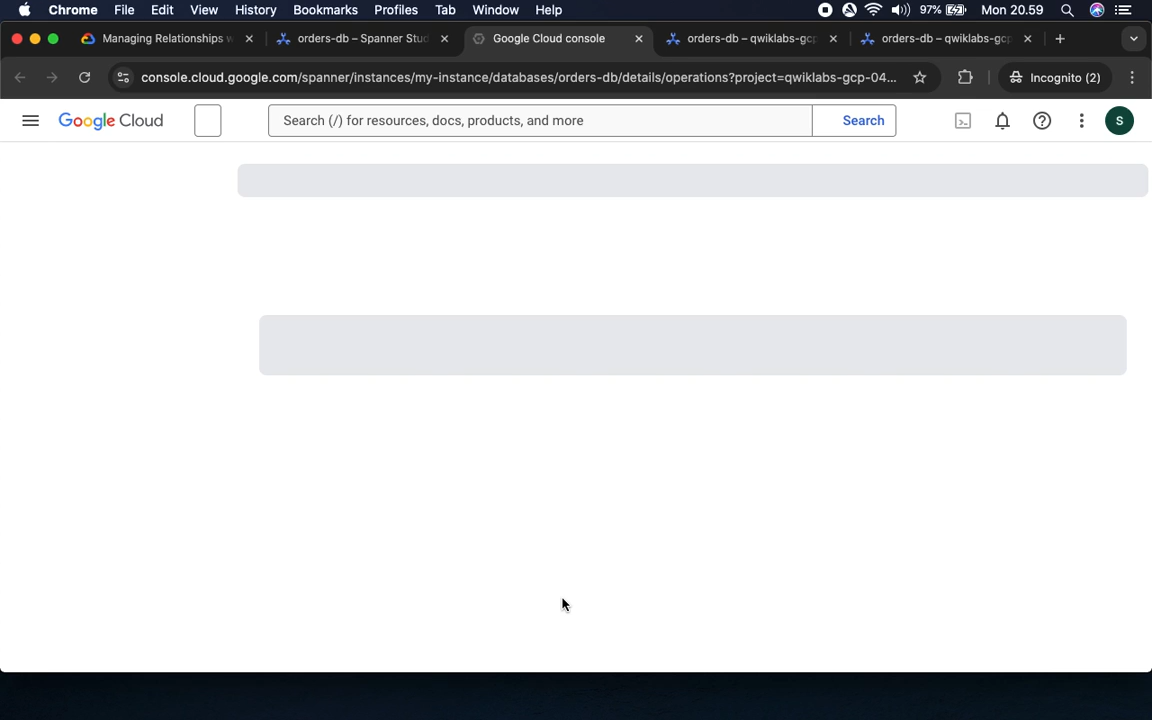 Chrome File Edit View History Bookmarks Profiles Tab Window Help 97% Mon 20.59
Managing Relationships w orders-db – Spanner Stud Google Cloud console orders-db – qwiklabs-gcp orders-db – qwiklabs-gcp
console.cloud.google.com/spanner/instances/my-instance/databases/orders-db/details/operations?project=qwiklabs-gcp-04... Incognito (2)
Google Cloud Search (/) for resources, docs, products, and more Search S